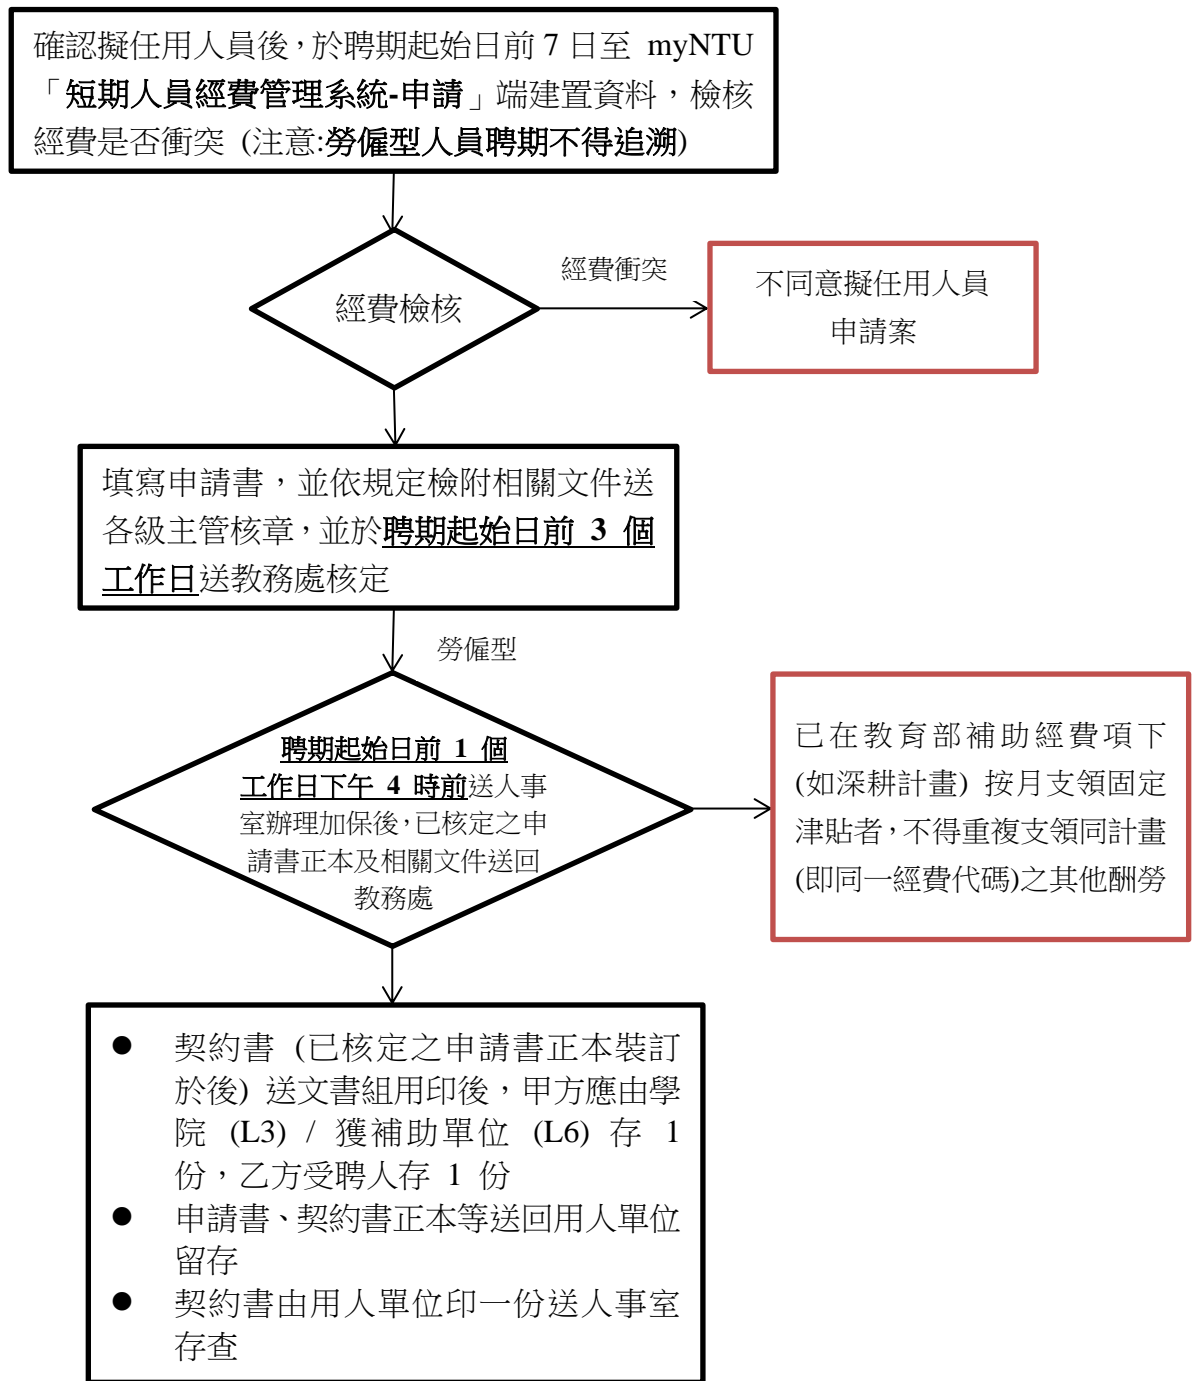 確認擬任用人員後，於聘期起始日前 7 日至 myNTU
「短期人員經費管理系統-申請」端建置資料，檢核
經費是否衝突 (注意:勞僱型人員聘期不得追溯)
經費檢核
經費衝突
不同意擬任用人員
申請案
填寫申請書，並依規定檢附相關文件送
各級主管核章，並於聘期起始日前 3 個
工作日送教務處核定
勞僱型
聘期起始日前 1 個
工作日下午 4 時前送人事
室辦理加保後，已核定之申
請書正本及相關文件送回
教務處
已在教育部補助經費項下
(如深耕計畫) 按月支領固定
津貼者，不得重複支領同計畫
(即同一經費代碼)之其他酬勞
● 契約書 (已核定之申請書正本裝訂
於後) 送文書組用印後，甲方應由學
院 (L3) / 獲補助單位 (L6) 存 1
份，乙方受聘人存 1 份
● 申請書、契約書正本等送回用人單位
留存
● 契約書由用人單位印一份送人事室
存查